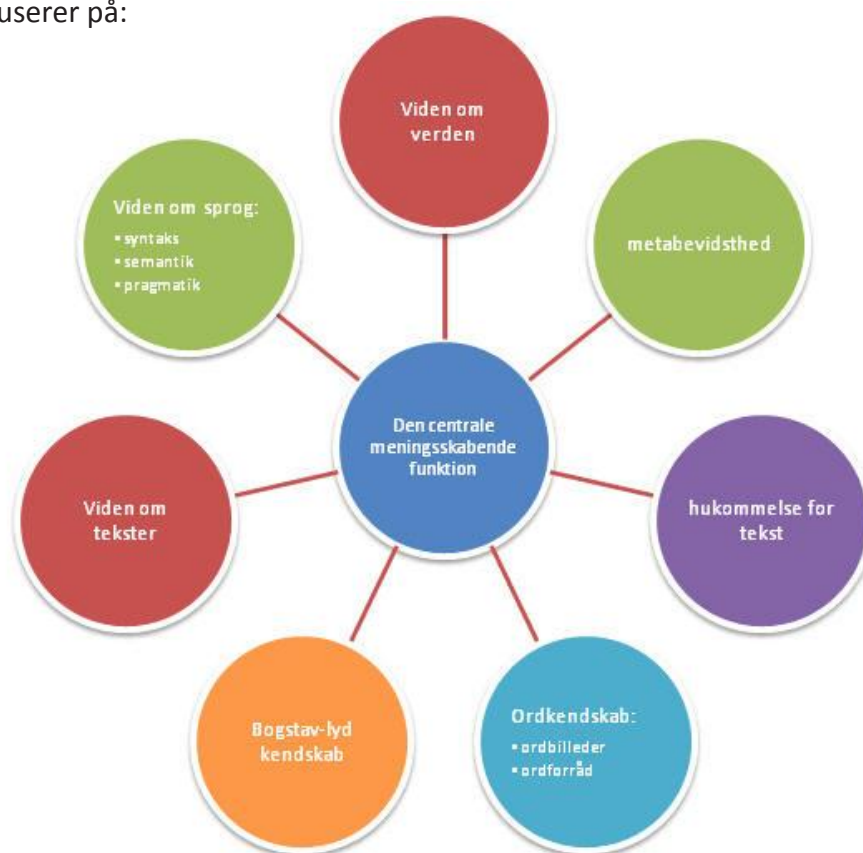 userer på:
Viden om
verden
Viden om sprog:
▪ syntaks
▪ semantik
▪ pragmatik
metabevidsthed
Den centrale
meningsskabende
funktion
Viden om
tekster
hukommelse for
tekst
Bogstav-lyd
kendskab
Ordkendskab:
▪ ordbilleder
▪ ordforråd